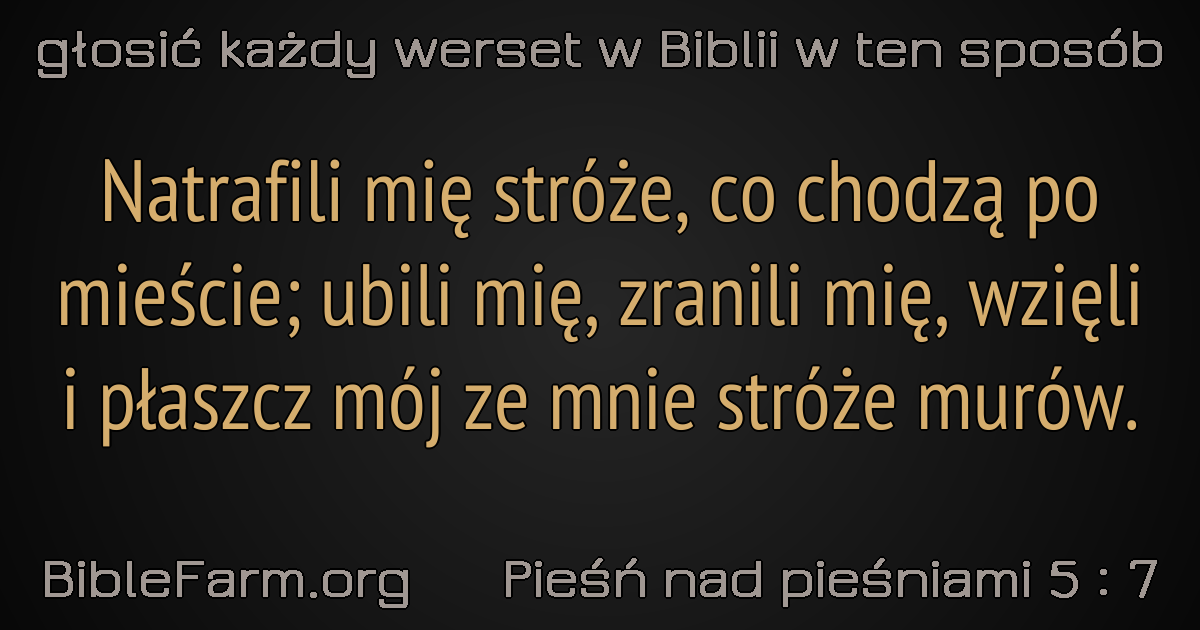 głosić każdy werset w Biblii w ten sposób
Natrafili mię stróże, co chodzą po
mieście; ubili mię, zranili mię, wzięli
i płaszcz mój ze mnie stróże murów.
BibleFarm.org Pieśń nad pieśniami 5 : 7